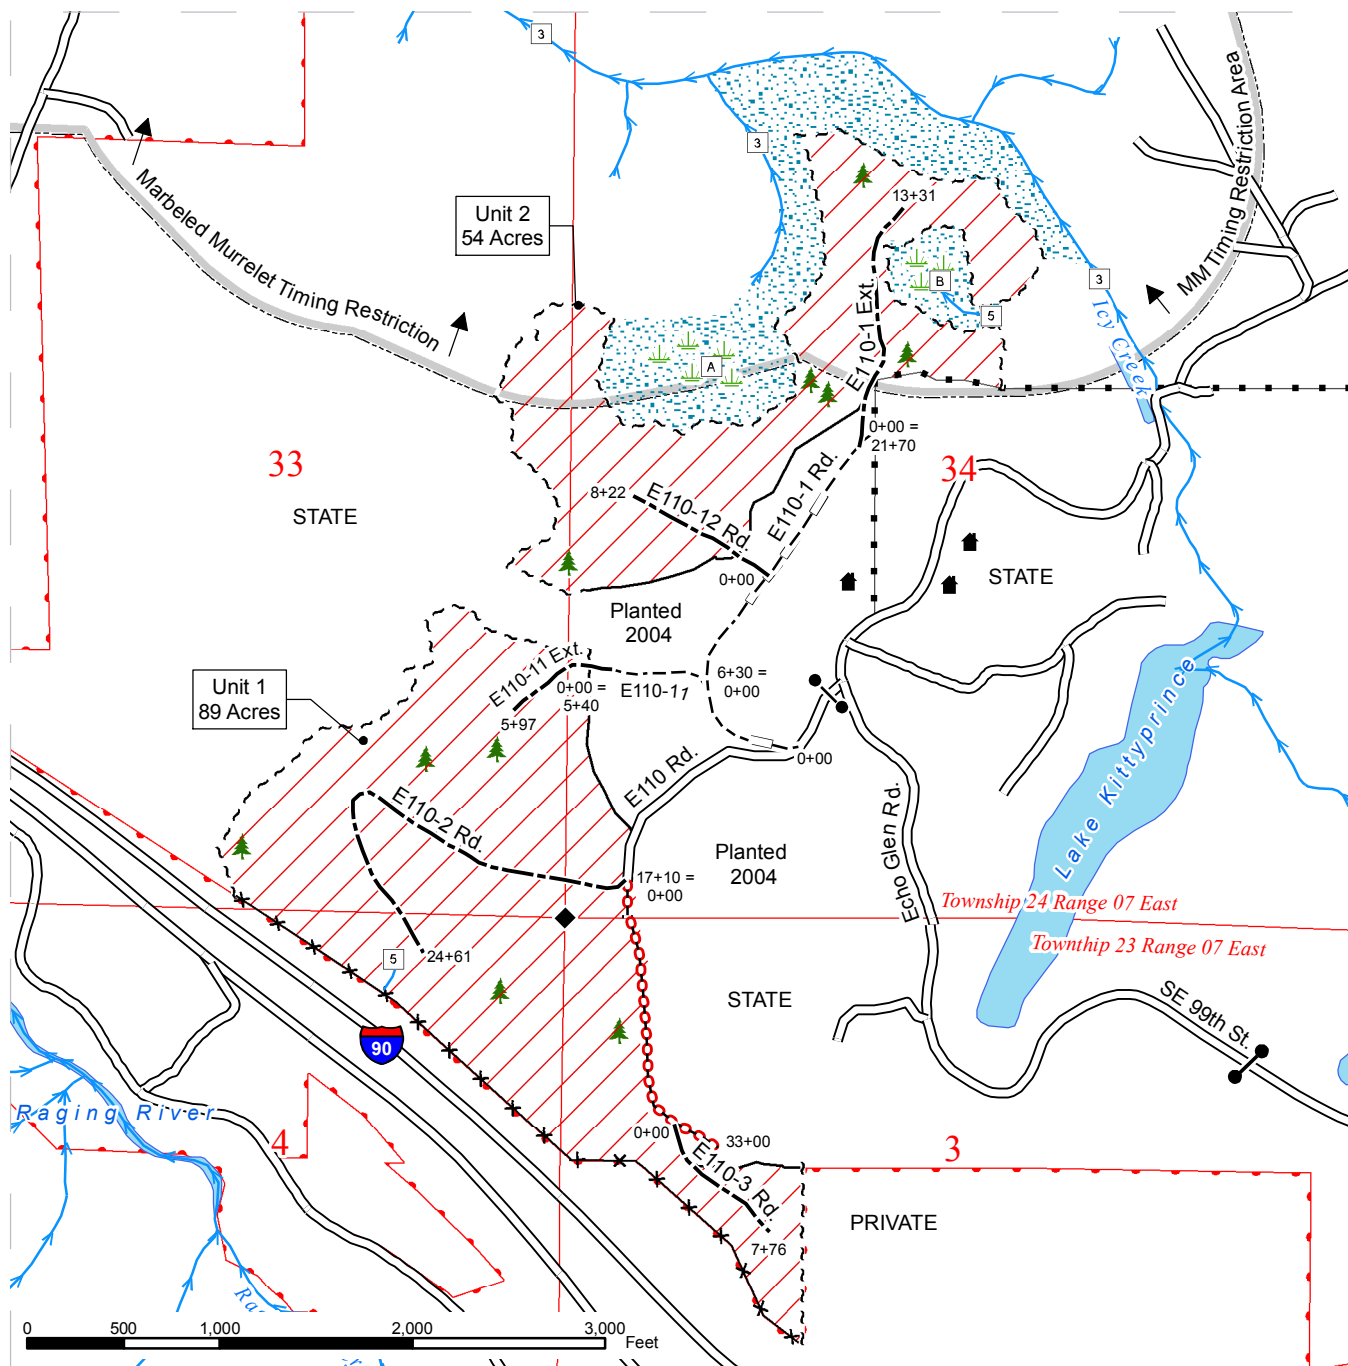 3
3
Marbeled Murrelet Timing Restriction
MM Timing Restriction Area
Unit 2
54 Acres
13+31
B
5
3
Icy Creek
E110-1 Ext.
A
0+00 =
21+70
33
34
STATE
8+22
E110-12 Rd.
E110-1 Rd.
0+00
STATE
Planted
2004
Unit 1
89 Acres
E110-11 Ext.
0+00 =
5+40
5+97
E110-11
6+30 =
0+00
0+00
E110 Rd.
E110-2 Rd.
Echo Glen Rd.
Lake Kittyprince
Planted
2004
17+10 =
0+00
Township 24 Range 07 East
Townthip 23 Range 07 East
24+61
5
STATE
SE 99th St.
90
Raging River
4
0+00
33+00
E110-3 Rd.
7+76
3
PRIVATE
0
500
1,000
2,000
3,000
Feet